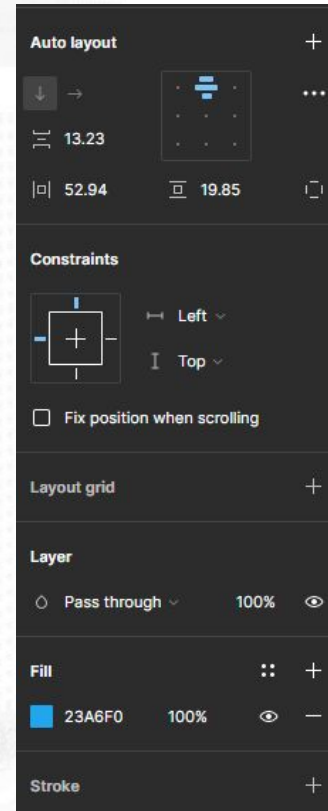 Auto layout
13.23
52.94 19.85
Constraints
Left
Top
Fix position when scrolling
Layout grid
Layer
Pass through 100%
Fill
23A6F0 100%
Stroke